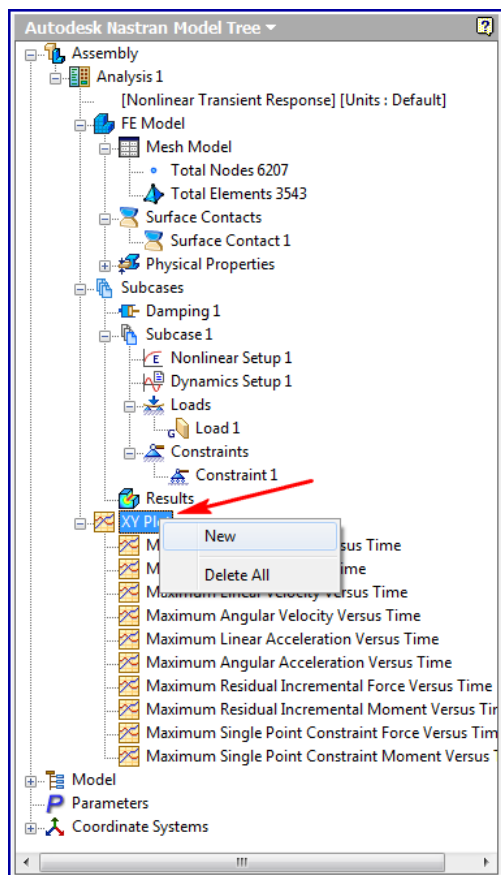 Autodesk Nastran Model Tree
Assembly
Analysis 1
[Nonlinear Transient Response] [Units : Default]
FE Model
Mesh Model
Total Nodes 6207
Total Elements 3543
Surface Contacts
Surface Contact 1
Physical Properties
Subcases
Damping 1
Subcase 1
Nonlinear Setup 1
Dynamics Setup 1
Loads
G Load 1
Constraints
Constraint 1
Results
XY Pl
New
M sus Time
M me
Delete All
Maximum Linear Velocity Versus Time
Maximum Angular Velocity Versus Time
Maximum Linear Acceleration Versus Time
Maximum Angular Acceleration Versus Time
Maximum Residual Incremental Force Versus Time
Maximum Residual Incremental Moment Versus Tir
Maximum Single Point Constraint Force Versus Tim
Maximum Single Point Constraint Moment Versus T
Model
Parameters
Coordinate Systems